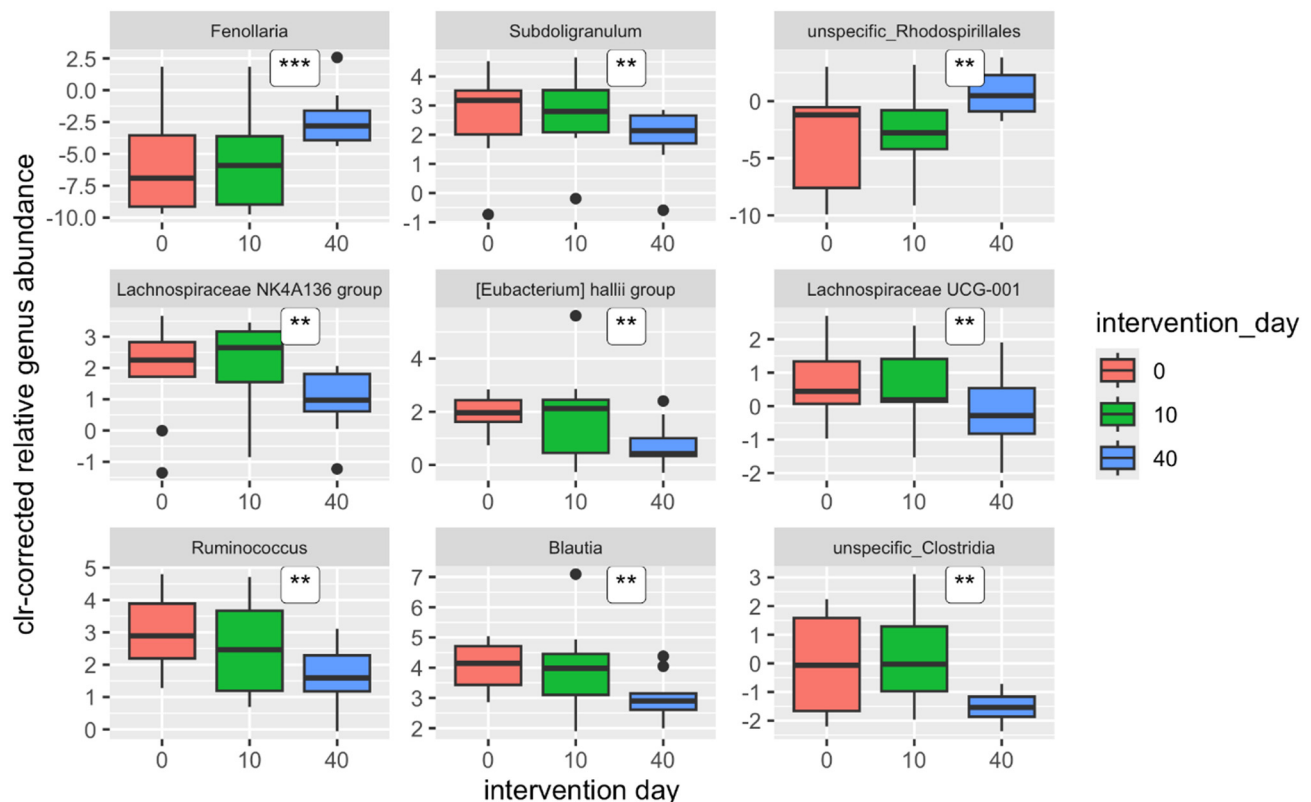 Fenollaria
Subdoligranulum
unspecific_Rhodospirillales
***
**
**
2.5
0.0
-2.5
-5.0
-7.5
-10.0
4
3
2
1
0
-1
0
-5
-10
0 10 40
0 10 40
0 10 40
Lachnospiraceae NK4A136 group
[Eubacterium] hallii group
Lachnospiraceae UCG-001
**
**
**
3
2
1
0
-1
4
2
0
2
1
0
-1
-2
0 10 40
0 10 40
0 10 40
Ruminococcus
Blautia
unspecific_Clostridia
**
**
**
5
4
3
2
1
0
7
6
5
4
3
2
3
2
1
0
-1
-2
0 10 40
0 10 40
0 10 40
clr-corrected relative genus abundance
intervention day
intervention_day
0
10
40